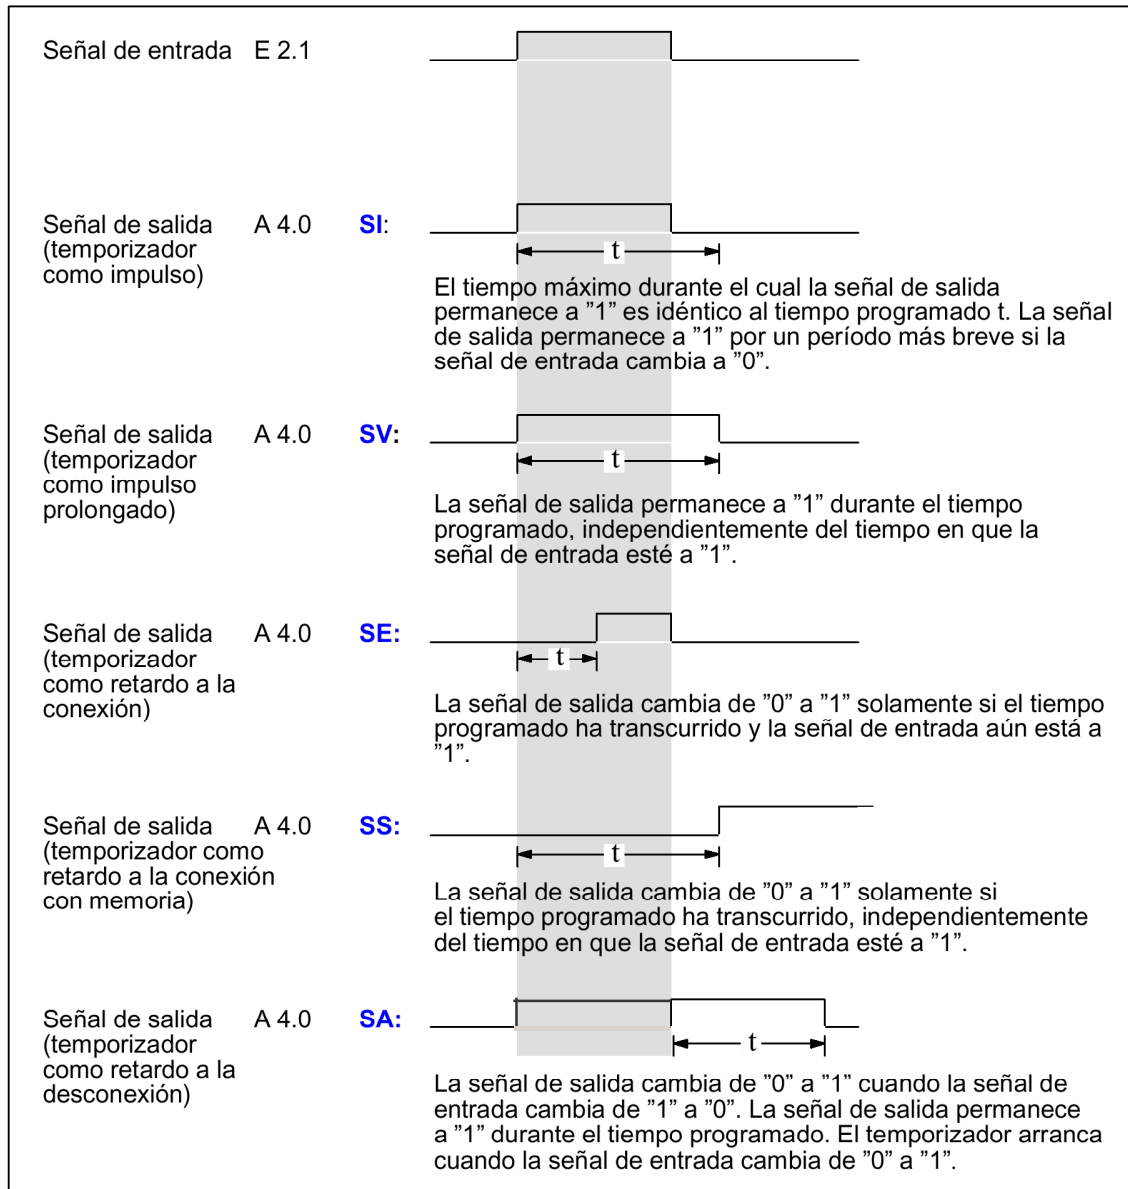 Señal de entrada E 2.1
Señal de salida A 4.0 SI:
(temporizador
como impulso)
t
El tiempo máximo durante el cual la señal de salida
permanece a ”1” es idéntico al tiempo programado t. La señal
de salida permanece a ”1” por un período más breve si la
señal de entrada cambia a ”0”.
Señal de salida A 4.0 SV:
(temporizador
como impulso
prolongado)
t
La señal de salida permanece a ”1” durante el tiempo
programado, independientemente del tiempo en que la
señal de entrada esté a ”1”.
Señal de salida A 4.0 SE:
(temporizador
como retardo a la
conexión)
t
La señal de salida cambia de ”0” a ”1” solamente si el tiempo
programado ha transcurrido y la señal de entrada aún está a
”1”.
Señal de salida A 4.0 SS:
(temporizador como
retardo a la conexión
con memoria)
t
La señal de salida cambia de ”0” a ”1” solamente si
el tiempo programado ha transcurrido, independientemente
del tiempo en que la señal de entrada esté a ”1”.
Señal de salida A 4.0 SA:
(temporizador
como retardo a la
desconexión)
t
La señal de salida cambia de ”0” a ”1” cuando la señal de
entrada cambia de ”1” a ”0”. La señal de salida permanece
a ”1” durante el tiempo programado. El temporizador arranca
cuando la señal de entrada cambia de ”0” a ”1”.